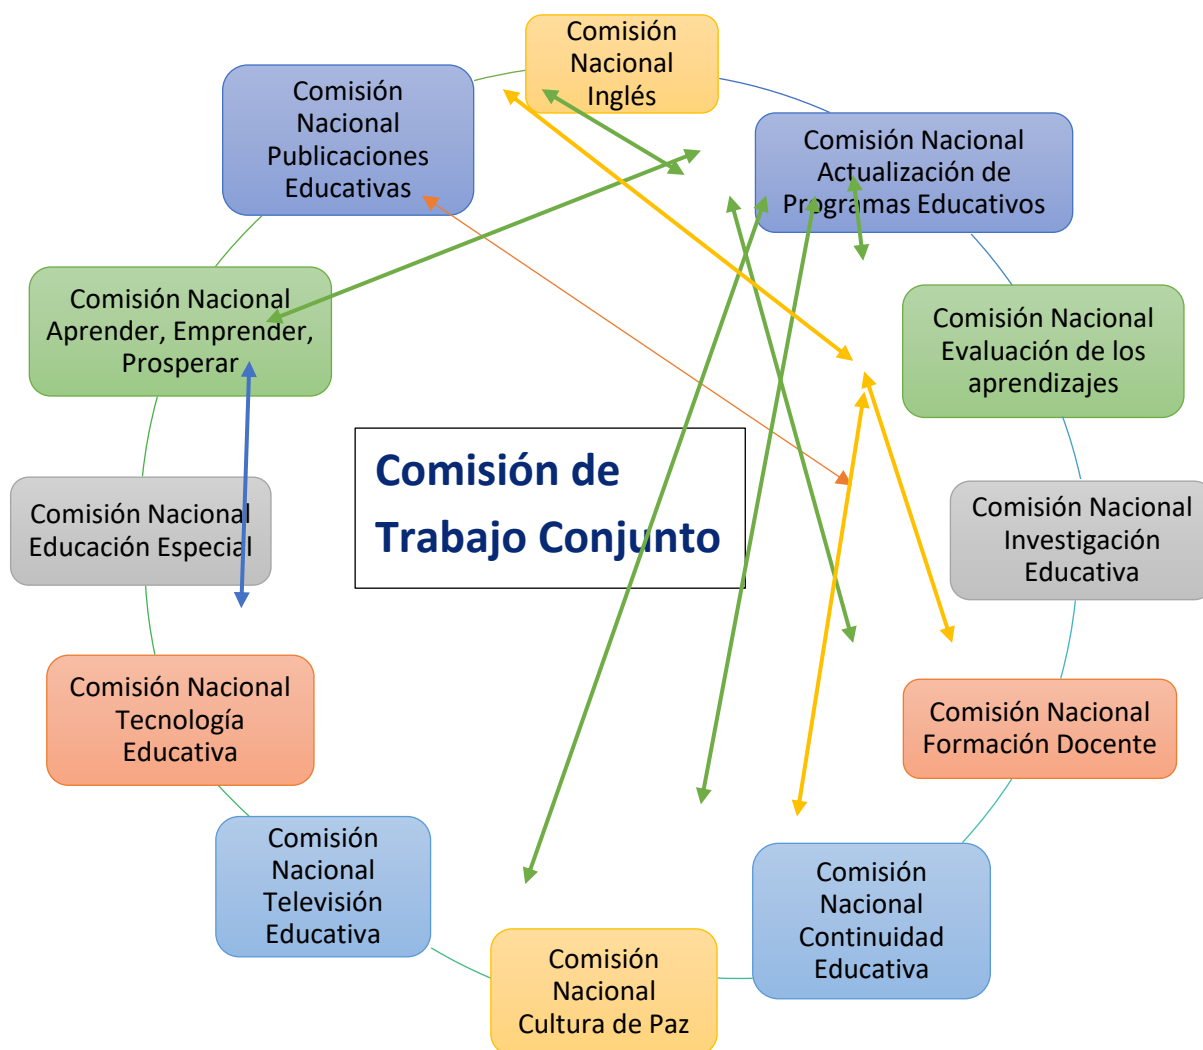 Comisión
Nacional
Inglés
Comisión
Nacional
Publicaciones
Educativas
Comisión Nacional
Actualización de
Programas Educativos
Comisión Nacional
Aprender, Emprender,
Prosperar
Comisión Nacional
Evaluación de los
aprendizajes
Comisión de
Trabajo Conjunto
Comisión Nacional
Educación Especial
Comisión Nacional
Investigación
Educativa
Comisión Nacional
Tecnología
Educativa
Comisión Nacional
Formación Docente
Comisión
Nacional
Televisión
Educativa
Comisión
Nacional
Continuidad
Educativa
Comisión
Nacional
Cultura de Paz